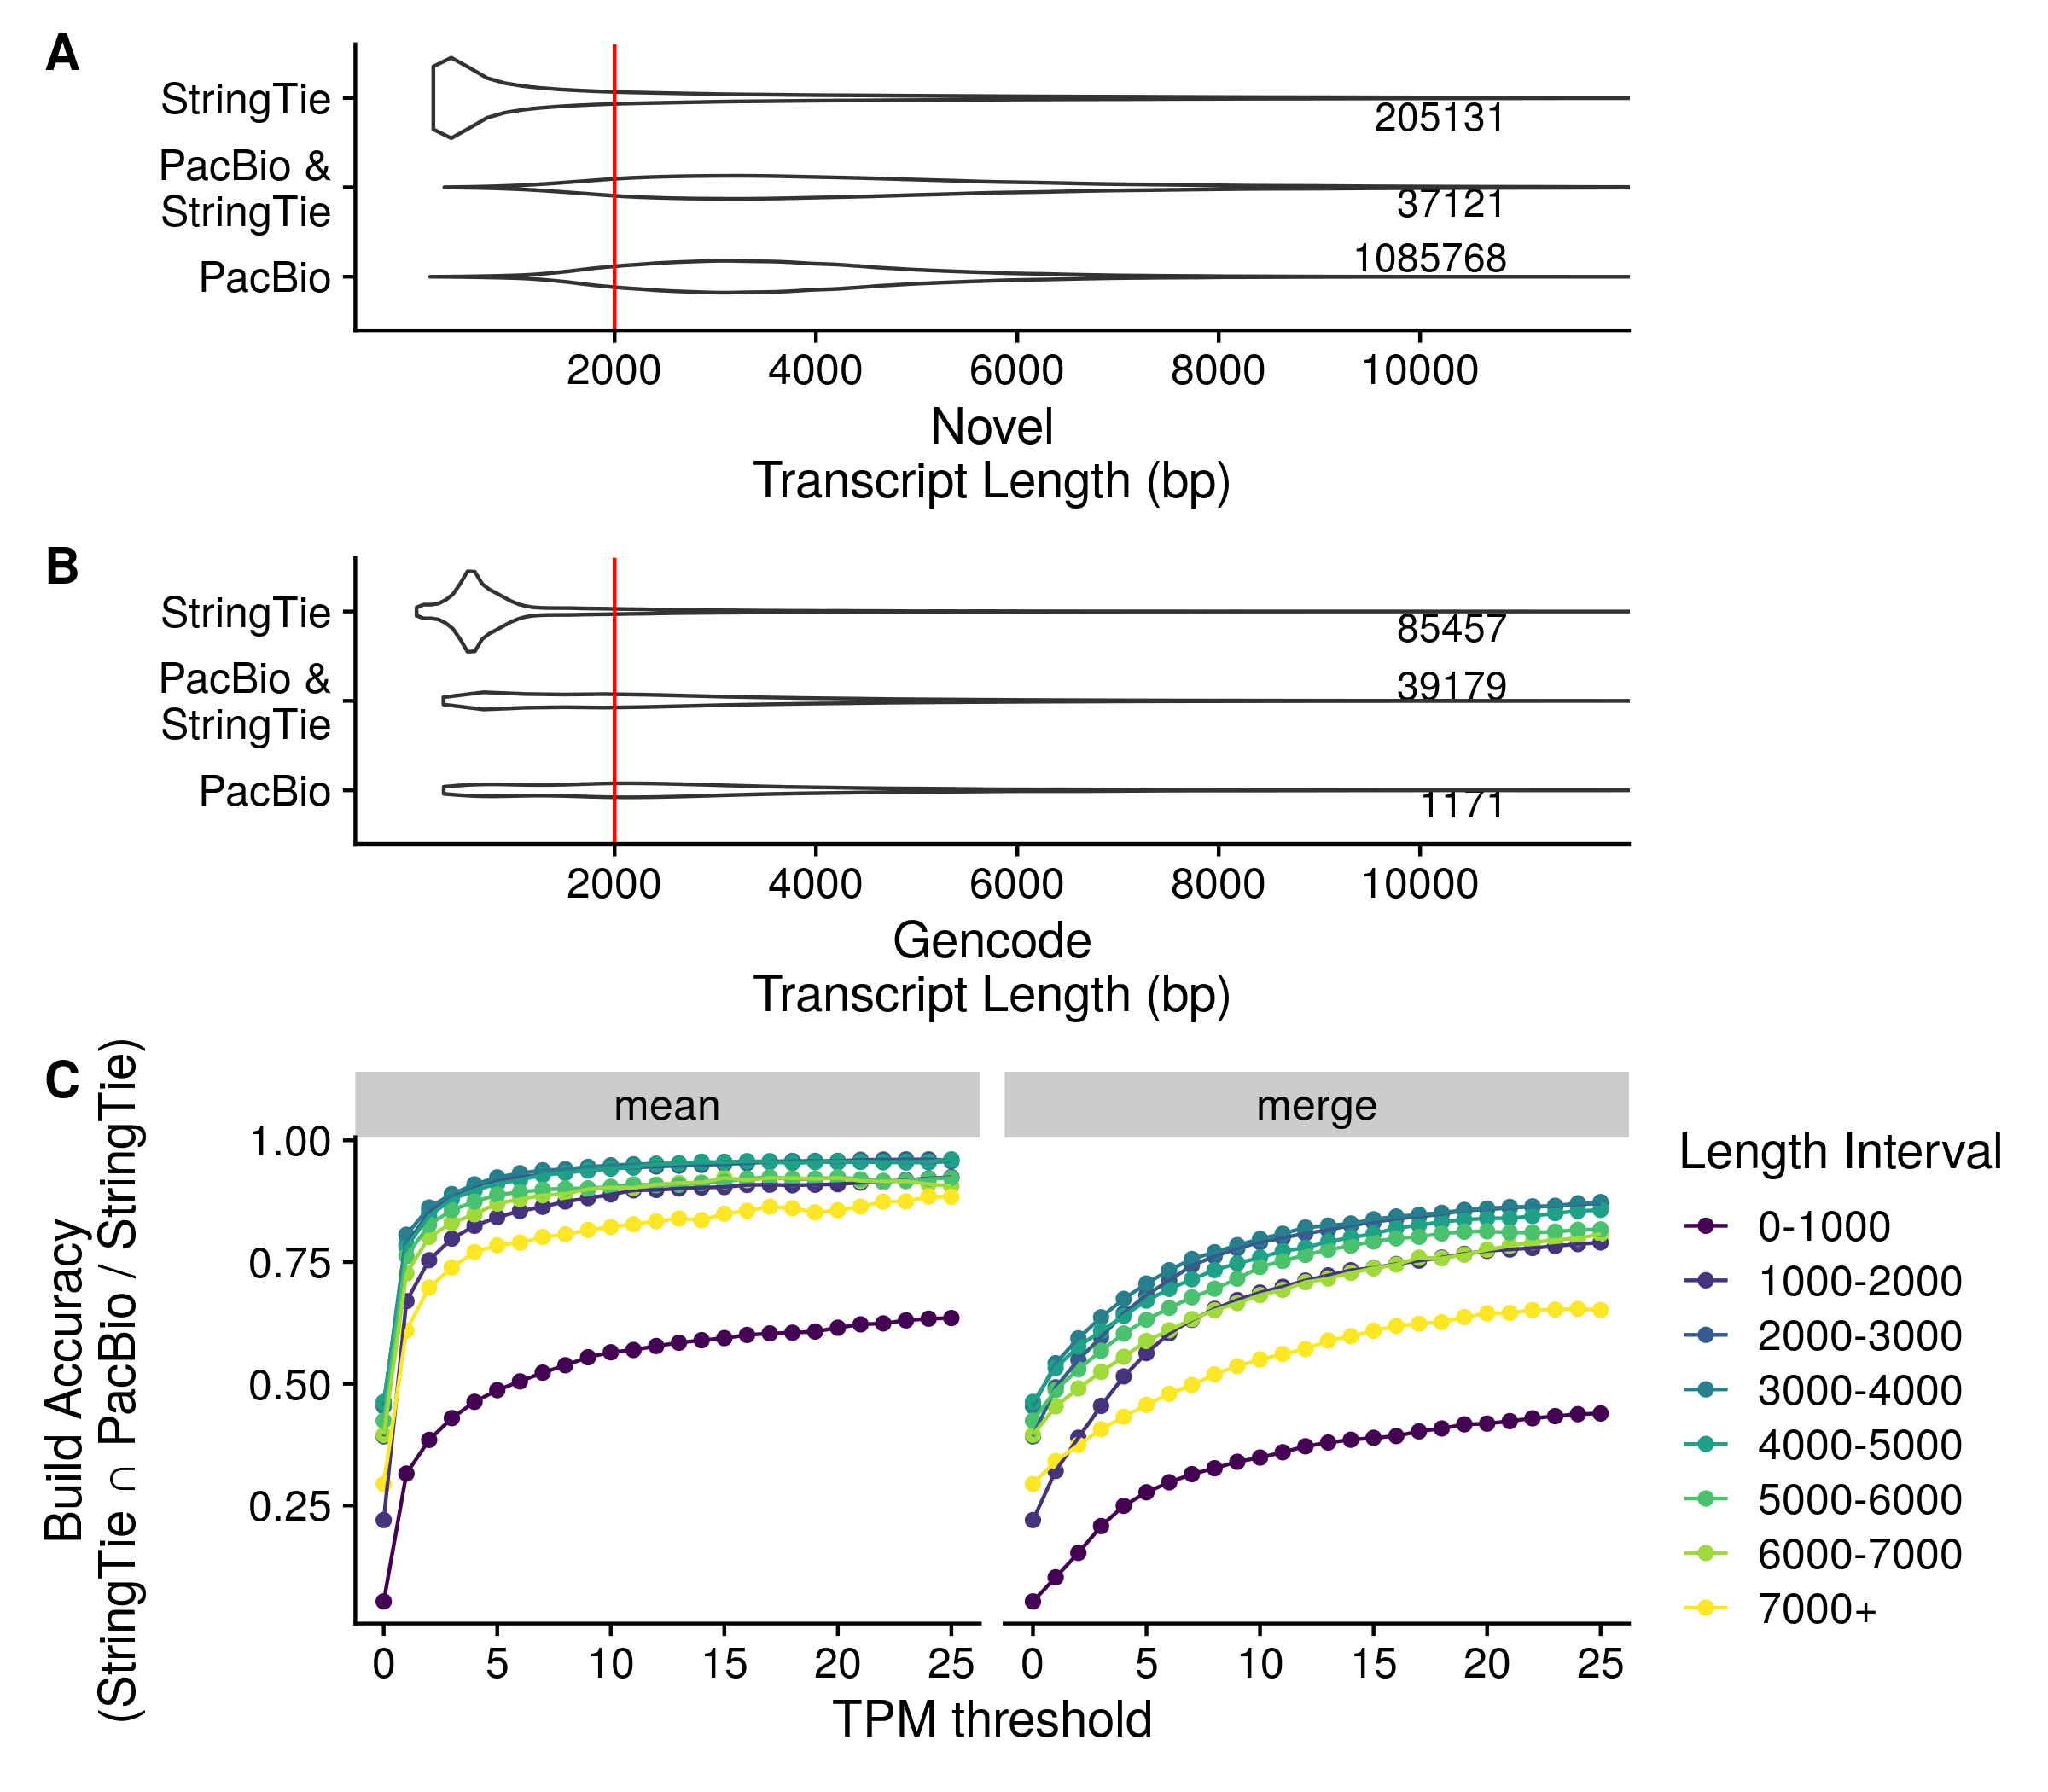 A
StringTie
205131
PacBio &
StringTie
37121
PacBio
1085768
2000 4000 6000 8000 10000
Novel
Transcript Length (bp)
B
StringTie
85457
PacBio &
StringTie
39179
PacBio
1171
2000 4000 6000 8000 10000
Gencode
Transcript Length (bp)
C
Build Accuracy
(StringTie ∩ PacBio / StringTie)
mean merge
1.00
0.75
0.50
0.25
0 5 10 15 20 25 0 5 10 15 20 25
TPM threshold
Length Interval
0-1000
1000-2000
2000-3000
3000-4000
4000-5000
5000-6000
6000-7000
7000+